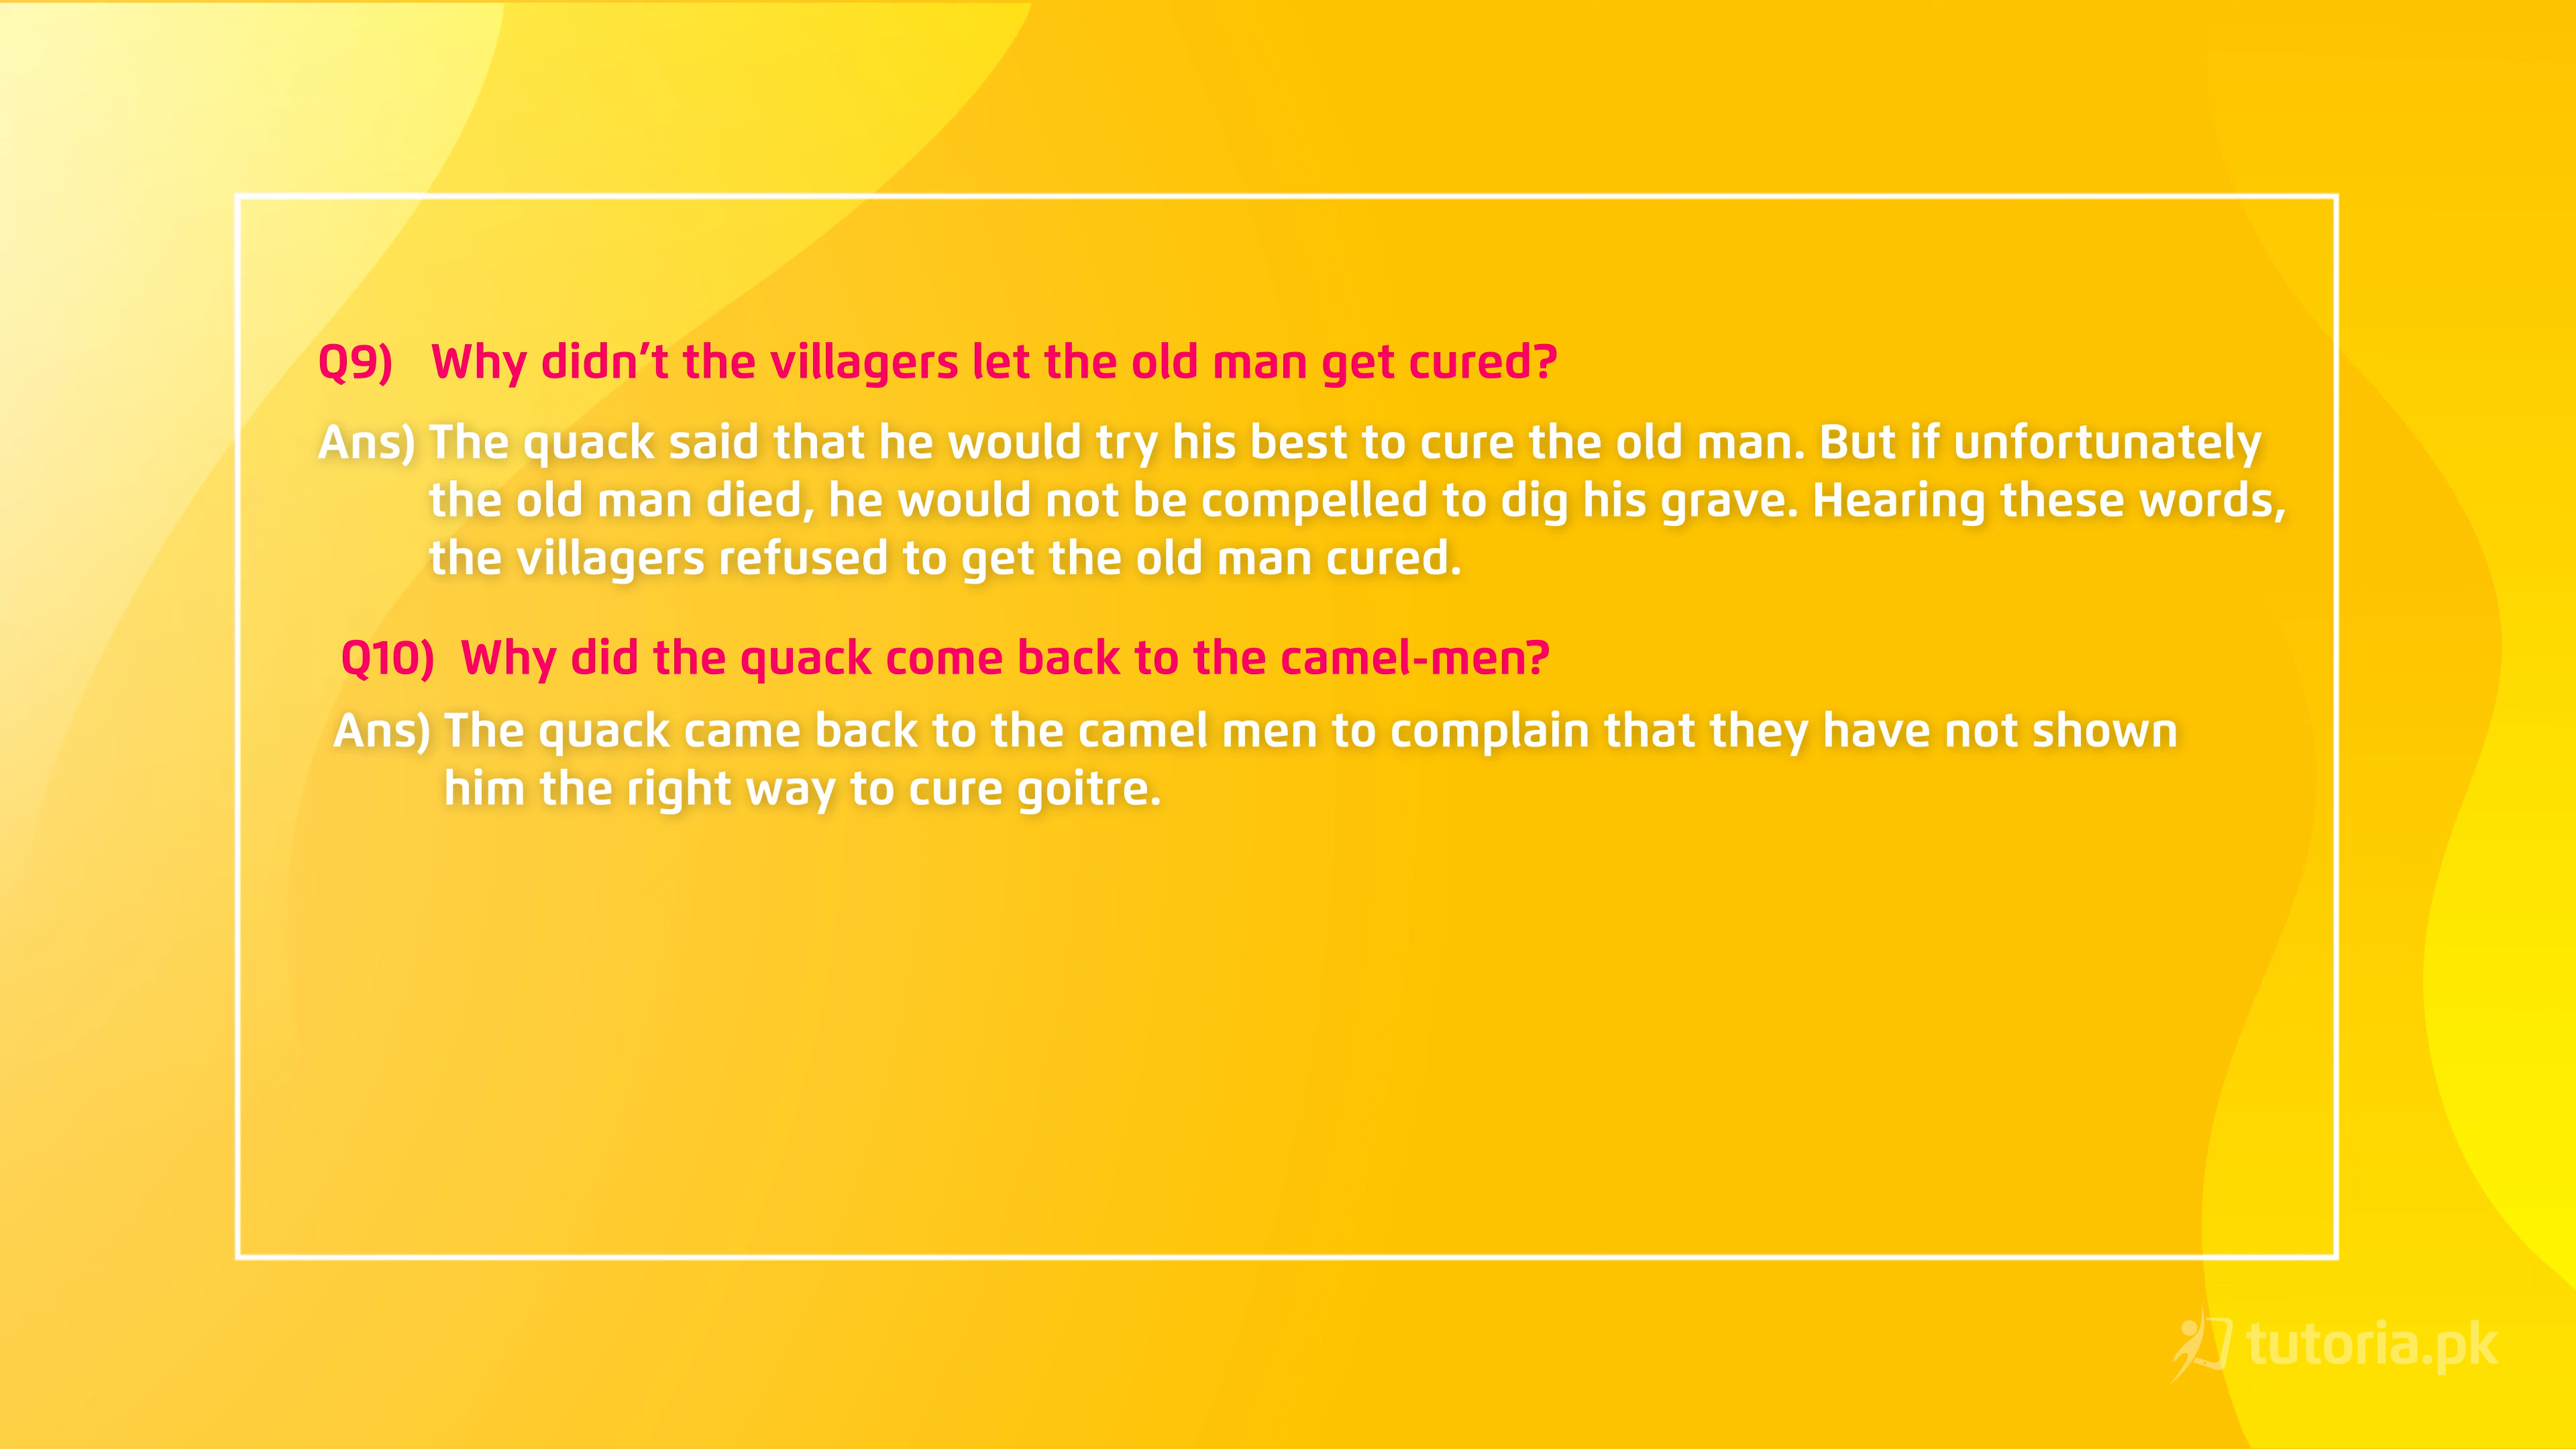 Q9) Why didn’t the villagers let the old man get cured?
Ans) The quack said that he would try his best to cure the old man. But if unfortunately
the old man died, he would not be compelled to dig his grave. Hearing these words,
the villagers refused to get the old man cured.
Q10) Why did the quack come back to the camel-men?
Ans) The quack came back to the camel men to complain that they have not shown
him the right way to cure goitre.
tutoria.pk